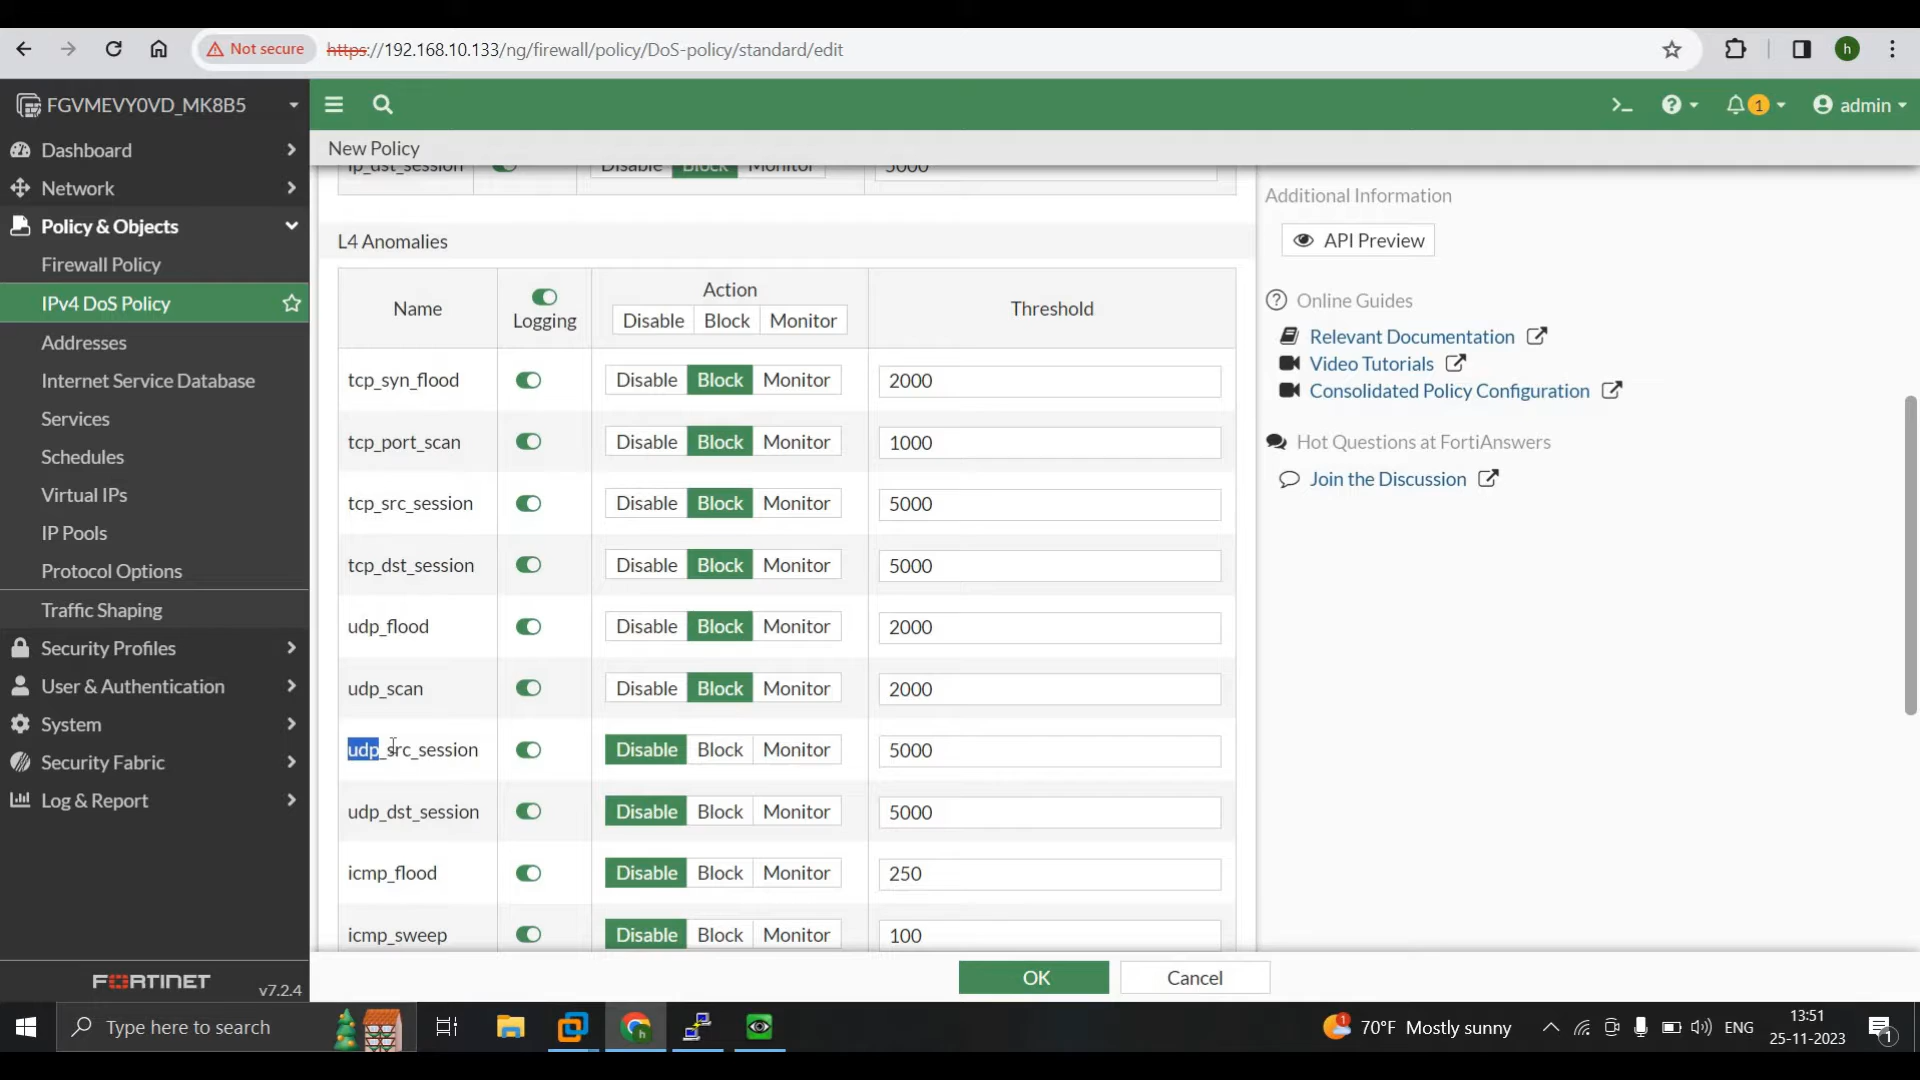 Not secure
https://192.168.10.133/ng/firewall/policy/DoS-policy/standard/edit
h
FGVMEVY0VD_MK8B5
1
admin
Dashboard
Network
Policy & Objects
Firewall Policy
IPv4 DoS Policy
Addresses
Internet Service Database
Services
Schedules
Virtual IPs
IP Pools
Protocol Options
Traffic Shaping
Security Profiles
User & Authentication
System
Security Fabric
Log & Report
FORTINET
v7.2.4
New Policy
ip_dst_session Disable Block Monitor 5000
L4 Anomalies
Name Logging Action Threshold
Disable Block Monitor
tcp_syn_flood Disable Block Monitor 2000
tcp_port_scan Disable Block Monitor 1000
tcp_src_session Disable Block Monitor 5000
tcp_dst_session Disable Block Monitor 5000
udp_flood Disable Block Monitor 2000
udp_scan Disable Block Monitor 2000
udp_src_session Disable Block Monitor 5000
udp_dst_session Disable Block Monitor 5000
icmp_flood Disable Block Monitor 250
icmp_sweep Disable Block Monitor 100
OK Cancel
Additional Information
API Preview
Online Guides
Relevant Documentation
Video Tutorials
Consolidated Policy Configuration
Hot Questions at FortiAnswers
Join the Discussion
Type here to search
70°F Mostly sunny
ENG
13:51
25-11-2023
1